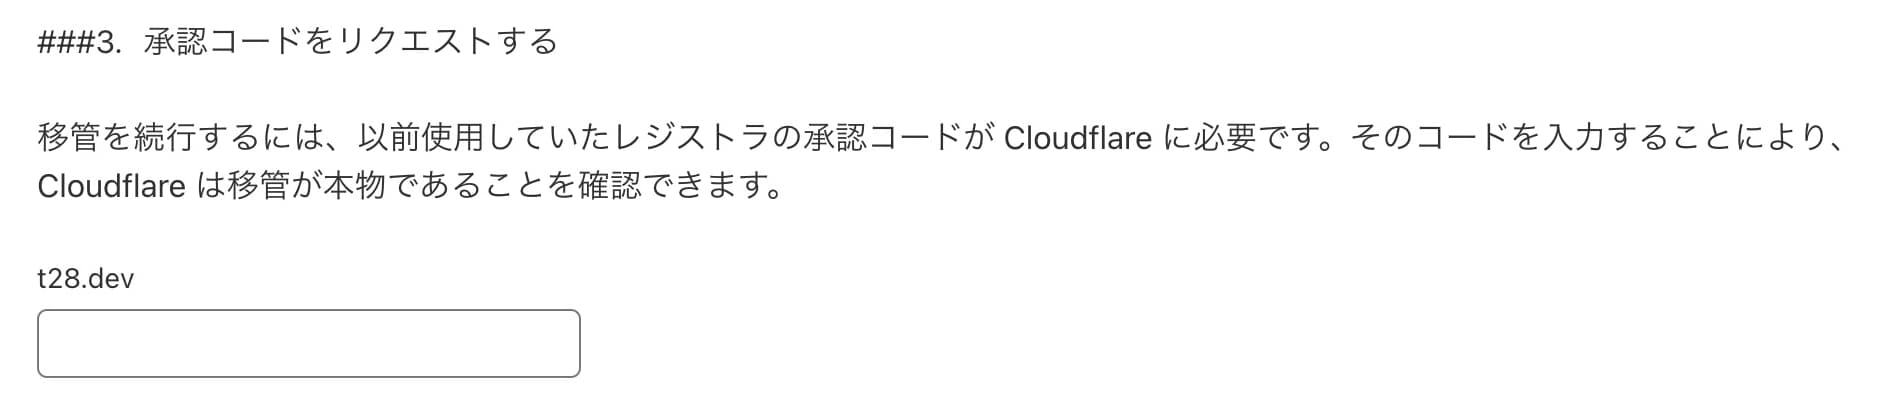 ###3. 承認コードをリクエストする
移管を続行するには、以前使用していたレジストラの承認コードが Cloudflare に必要です。そのコードを入力することにより、
Cloudflare は移管が本物であることを確認できます。
t28.dev